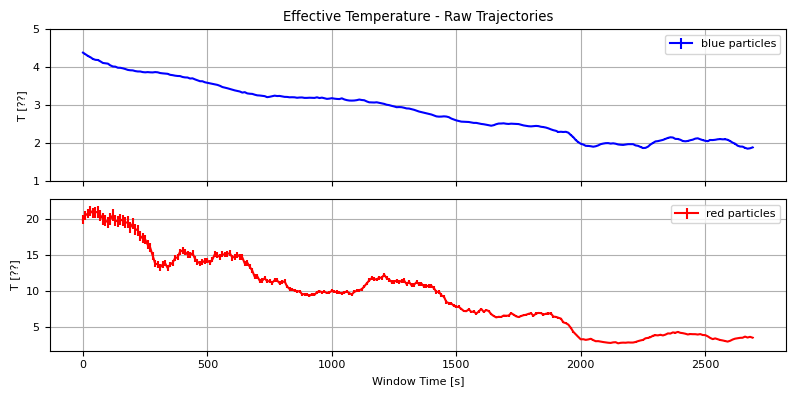 Effective Temperature - Raw Trajectories
5
4
3
2
1
T [??]
blue particles
20
15
10
5
T [??]
red particles
0 500 1000 1500 2000 2500
Window Time [s]